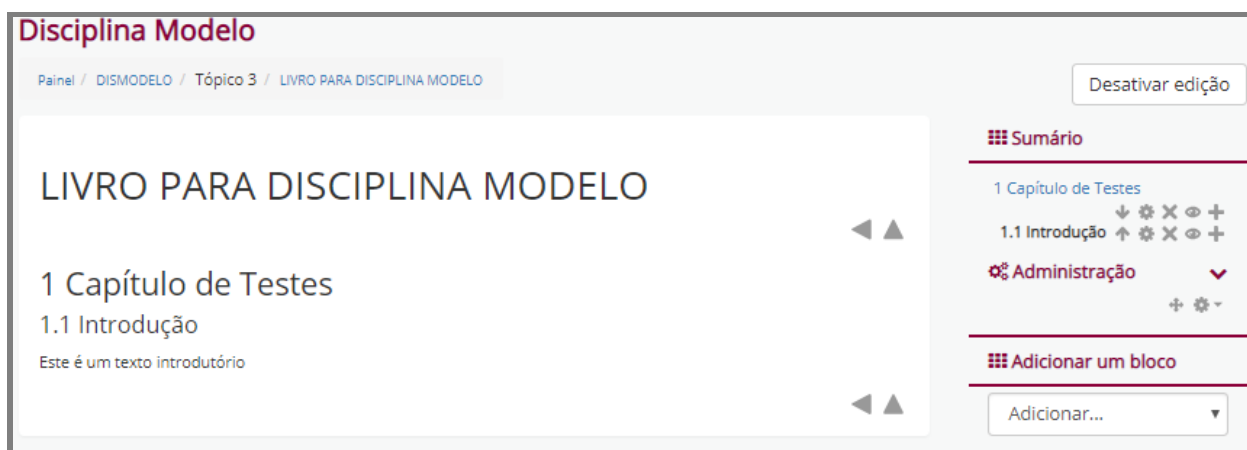 Disciplina Modelo
Painel / DISMODELO / Tópico 3 / LIVRO PARA DISCIPLINA MODELO
Desativar edição
LIVRO PARA DISCIPLINA MODELO
1 Capítulo de Testes
1.1 Introdução
Este é um texto introdutório
Sumário
1 Capítulo de Testes
1.1 Introdução
Administração
Adicionar um bloco
Adicionar...